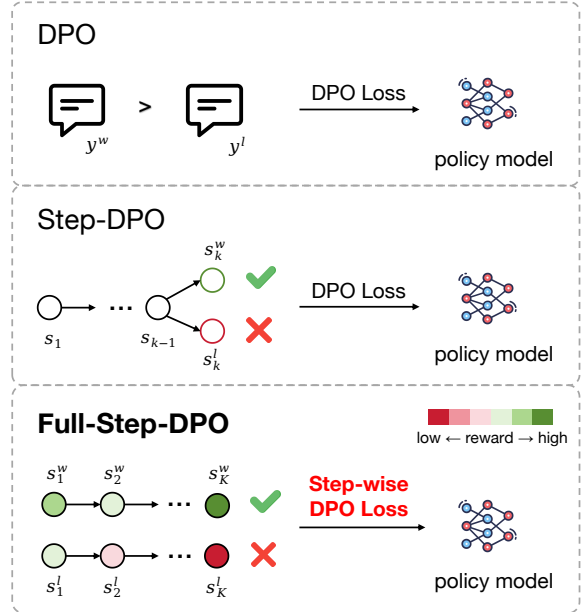 DPO
>
DPO Loss
y^w
y^l
policy model
Step-DPO
s_k^w
DPO Loss
s_1
...
s_{k-1}
s_k^l
policy model
Full-Step-DPO
low ← reward → high
s_1^w
s_2^w
s_K^w
...
Step-wise
DPO Loss
...
s_1^l
s_2^l
s_K^l
policy model